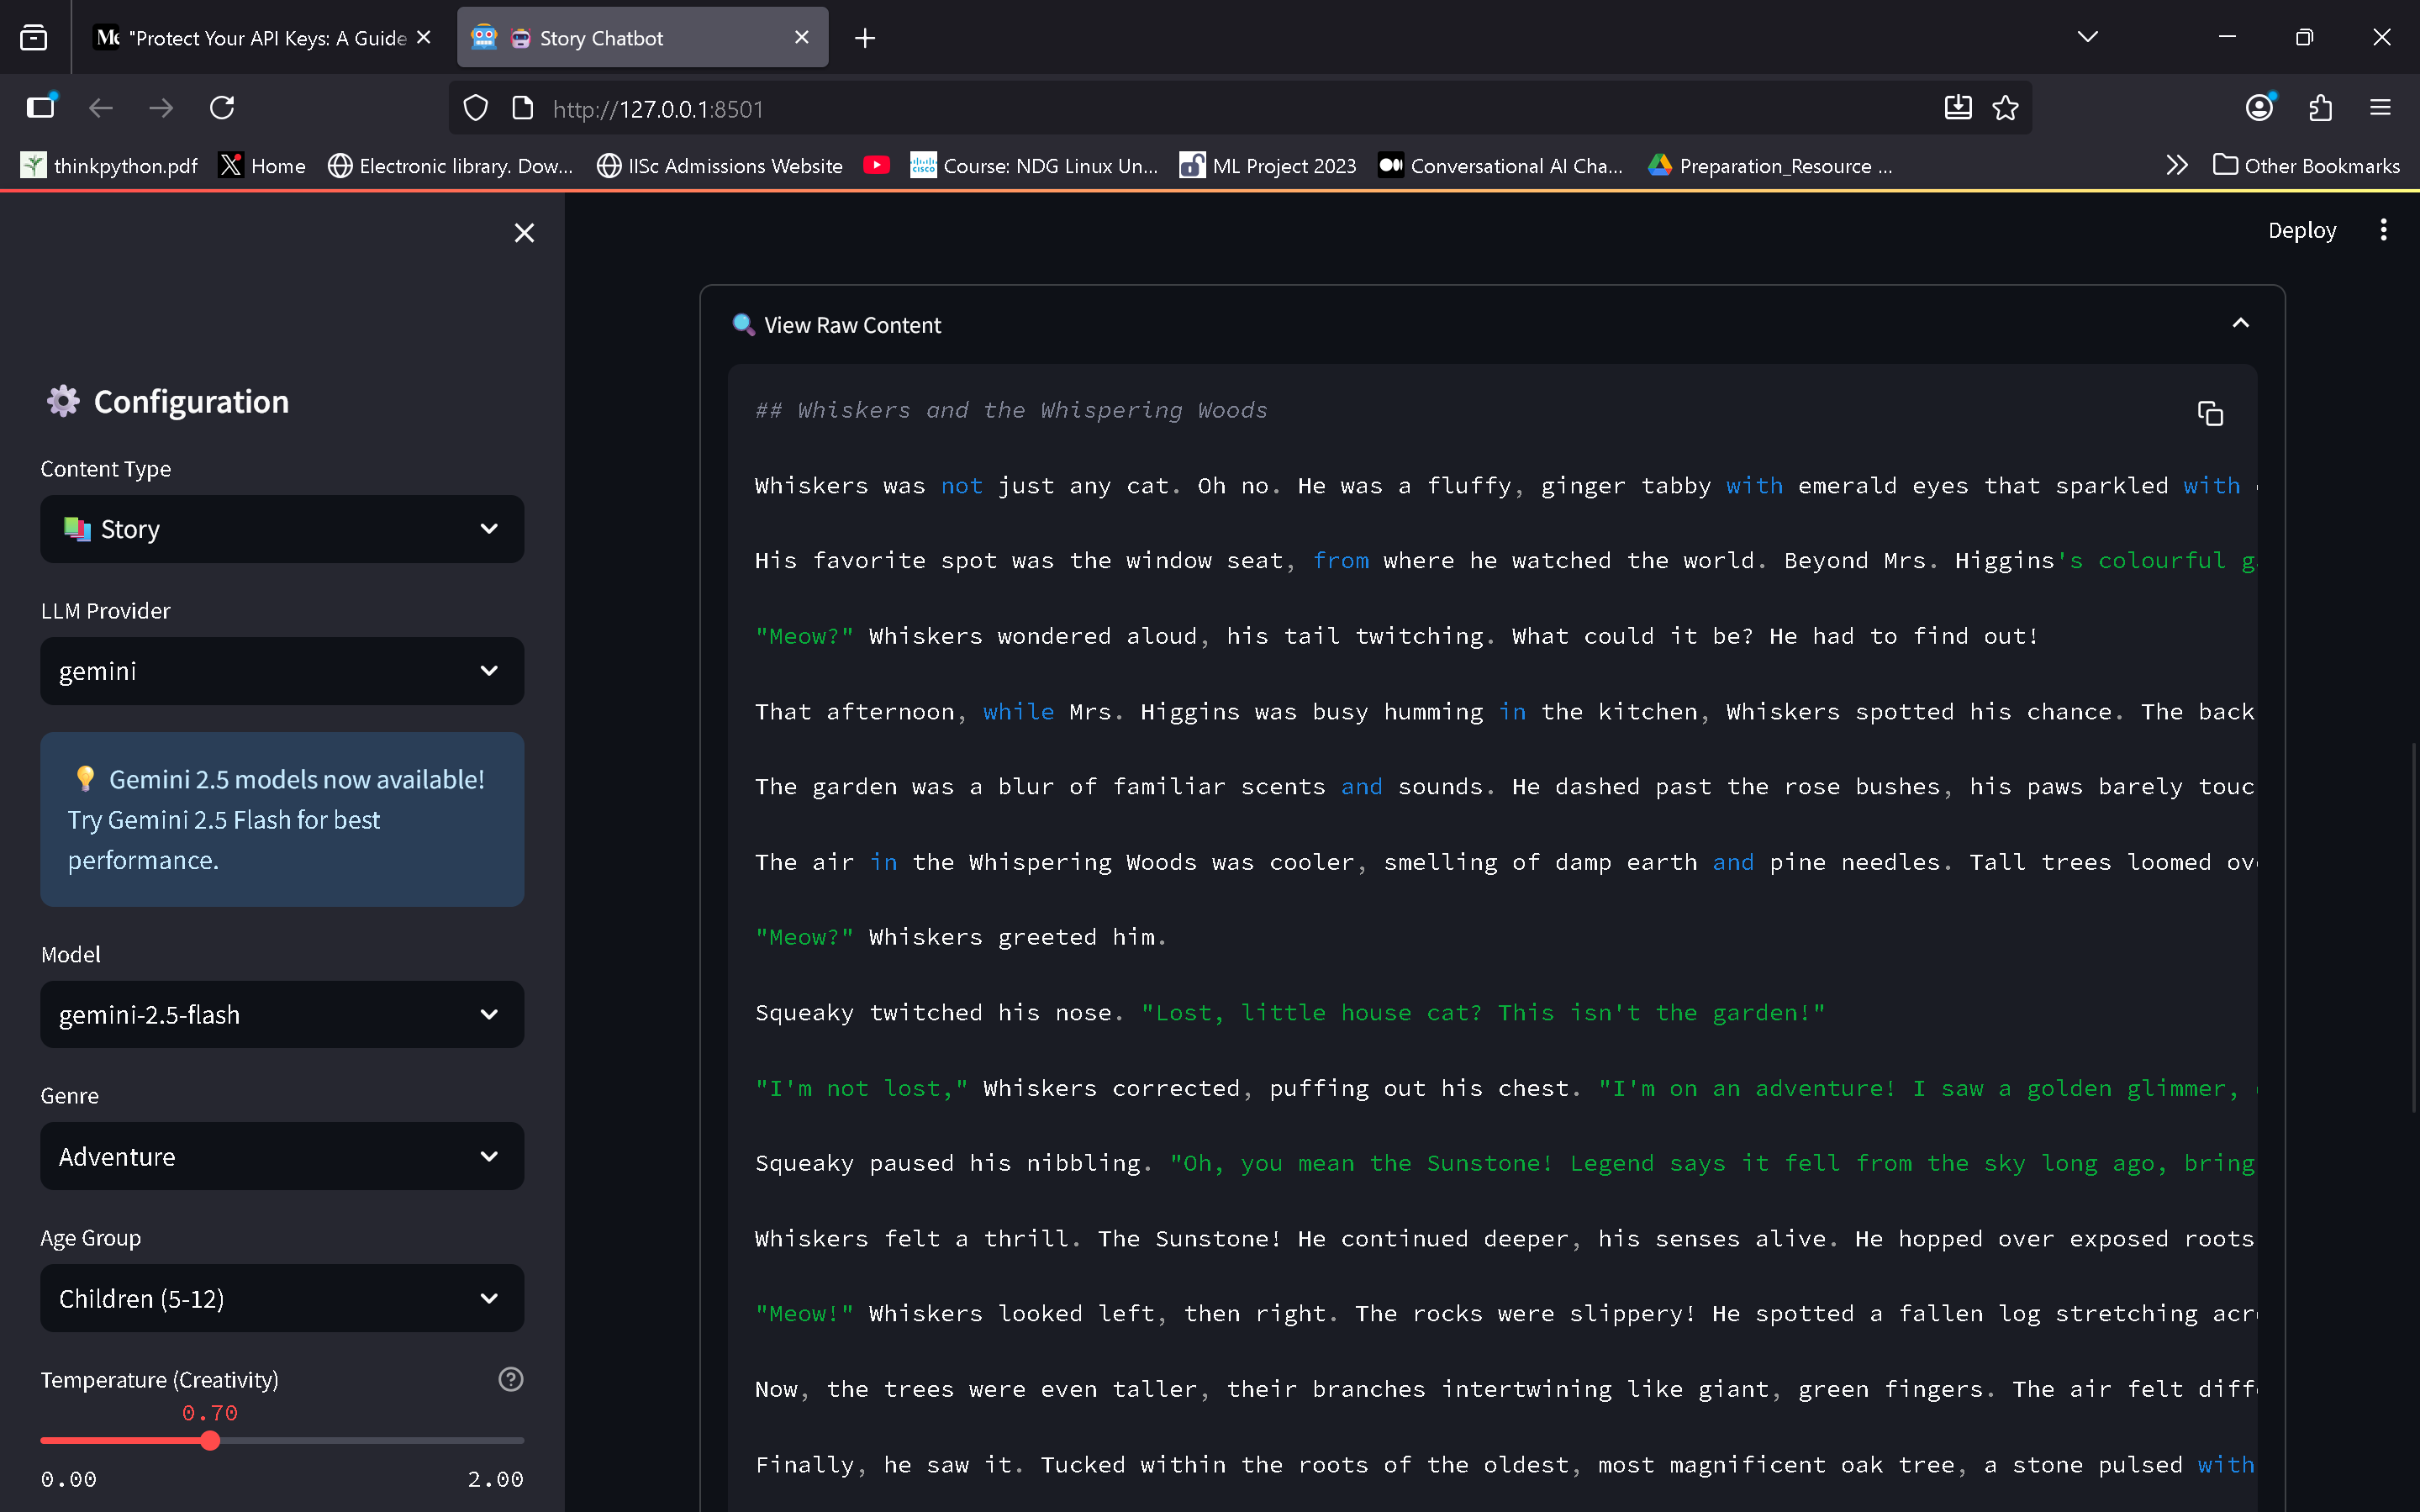 "Protect Your API Keys: A Guide
Story Chatbot
http://127.0.0.1:8501
thinkpython.pdf
Home
Electronic library. Dow...
IISc Admissions Website
Course: NDG Linux Un...
ML Project 2023
Conversational AI Cha...
Preparation_Resource ...
Other Bookmarks
Deploy
Configuration
Content Type
Story
LLM Provider
gemini
Gemini 2.5 models now available!
Try Gemini 2.5 Flash for best
performance.
Model
gemini-2.5-flash
Genre
Adventure
Age Group
Children (5-12)
Temperature (Creativity)
0.70
0.00
2.00
View Raw Content
## Whiskers and the Whispering Woods
Whiskers was not just any cat. Oh no. He was a fluffy, ginger tabby with emerald eyes that sparkled with
His favorite spot was the window seat, from where he watched the world. Beyond Mrs. Higgins's colourful
"Meow?" Whiskers wondered aloud, his tail twitching. What could it be? He had to find out!
That afternoon, while Mrs. Higgins was busy humming in the kitchen, Whiskers spotted his chance. The back
The garden was a blur of familiar scents and sounds. He dashed past the rose bushes, his paws barely touc
The air in the Whispering Woods was cooler, smelling of damp earth and pine needles. Tall trees loomed ov
"Meow?" Whiskers greeted him.
Squeaky twitched his nose. "Lost, little house cat? This isn't the garden!"
"I'm not lost," Whiskers corrected, puffing out his chest. "I'm on an adventure! I saw a golden glimmer,
Squeaky paused his nibbling. "Oh, you mean the Sunstone! Legend says it fell from the sky long ago, bring
Whiskers felt a thrill. The Sunstone! He continued deeper, his senses alive. He hopped over exposed roots
"Meow!" Whiskers looked left, then right. The rocks were slippery! He spotted a fallen log stretching acr
Now, the trees were even taller, their branches intertwining like giant, green fingers. The air felt diff
Finally, he saw it. Tucked within the roots of the oldest, most magnificent oak tree, a stone pulsed with